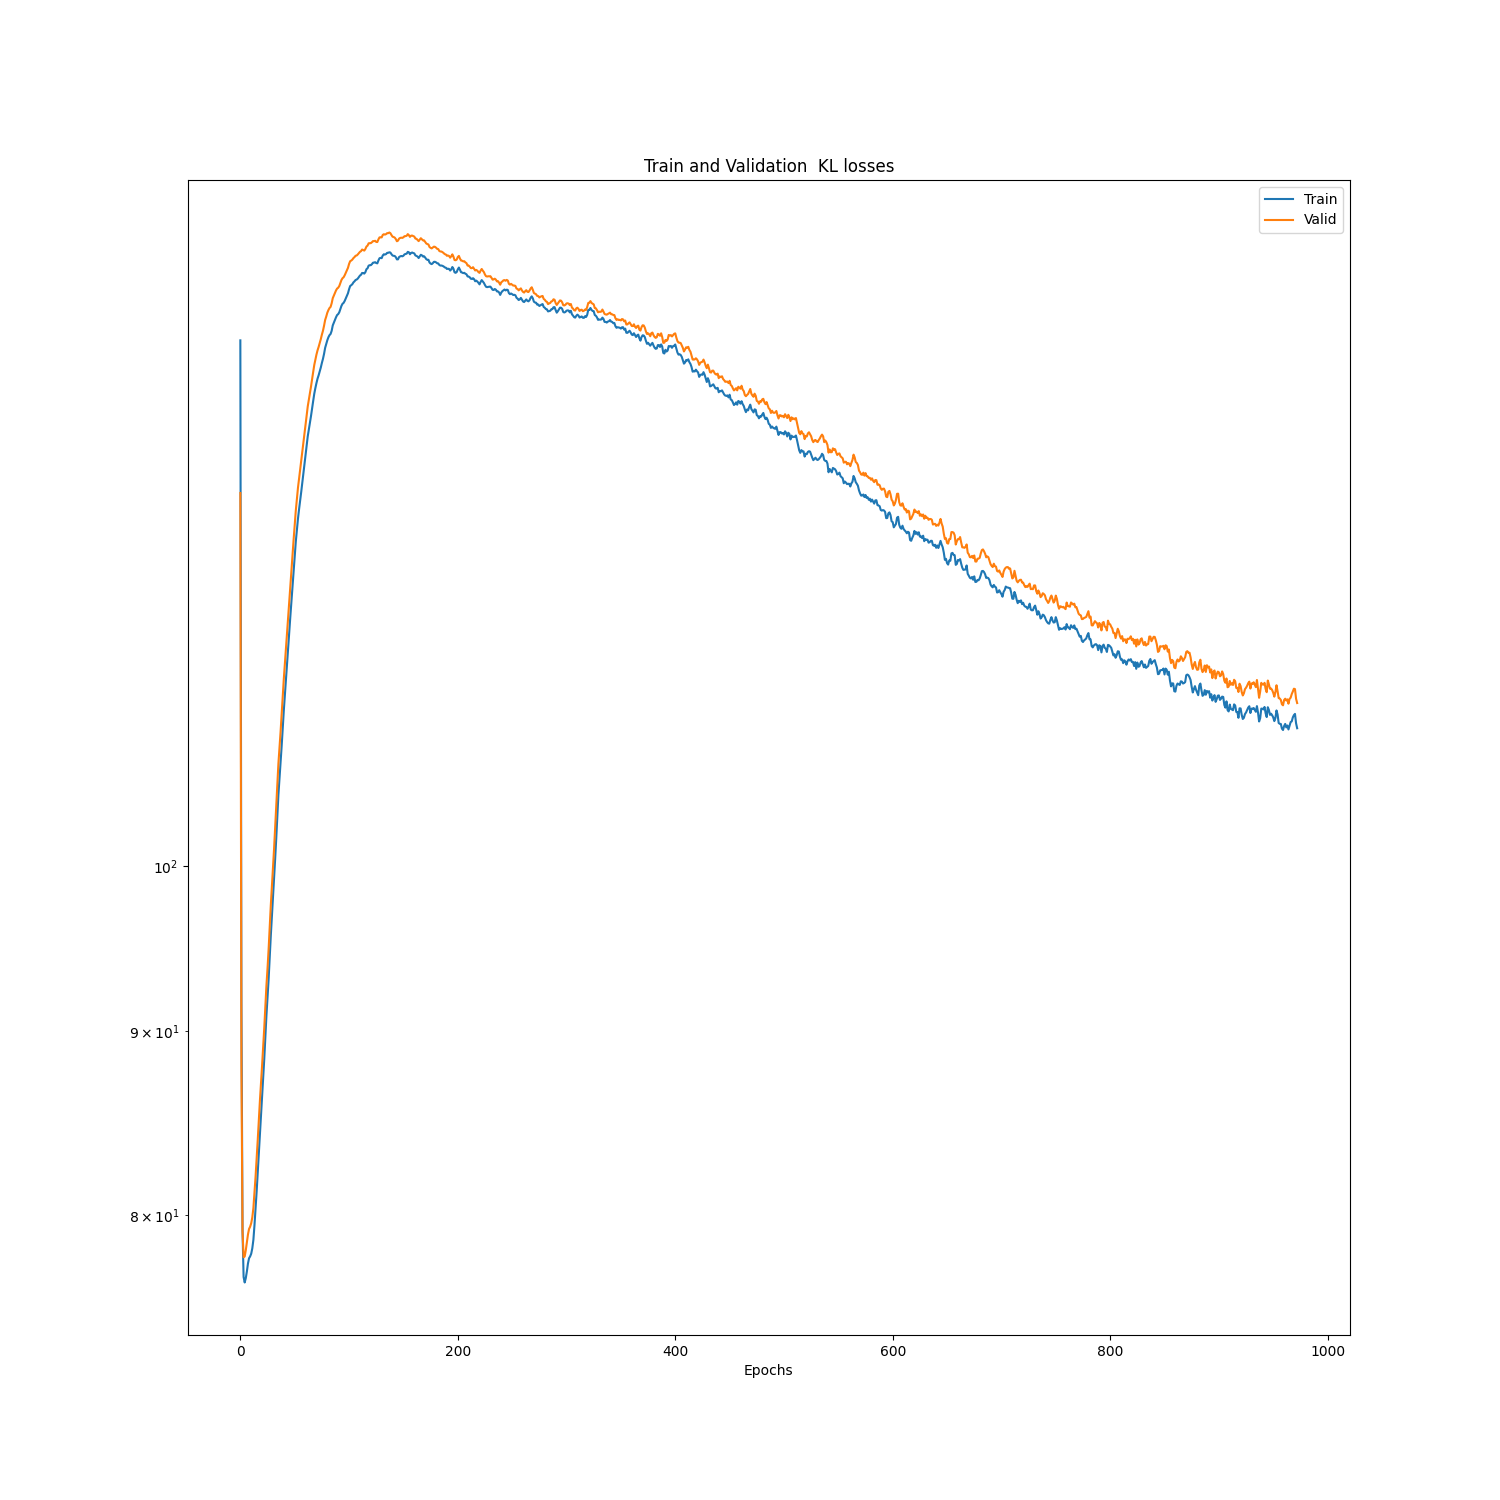 Train and Validation  KL losses
Train
Valid
10²
9 × 10¹
8 × 10¹
0 200 400 600 800 1000
Epochs